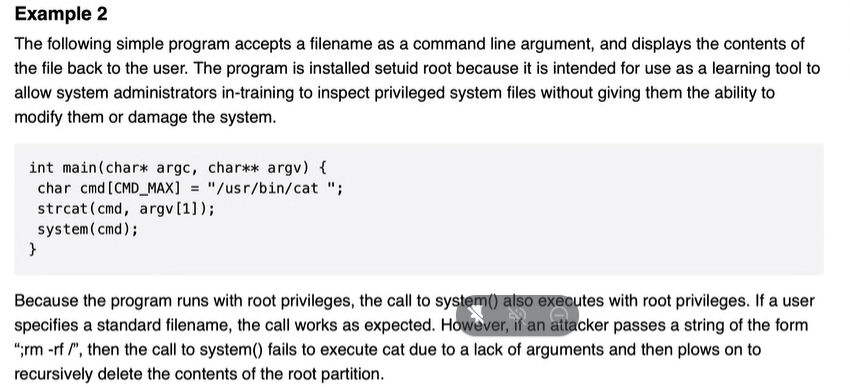 Example 2
The following simple program accepts a filename as a command line argument, and displays the contents of
the file back to the user. The program is installed setuid root because it is intended for use as a learning tool to
allow system administrators in-training to inspect privileged system files without giving them the ability to
modify them or damage the system.
int main(char* argc, char** argv) {
char cmd[CMD_MAX] = "/usr/bin/cat ";
strcat(cmd, argv[1]);
system(cmd);
}
Because the program runs with root privileges, the call to system() also executes with root privileges. If a user
specifies a standard filename, the call works as expected. However, if an attacker passes a string of the form
“;rm -rf /”, then the call to system() fails to execute cat due to a lack of arguments and then plows on to
recursively delete the contents of the root partition.